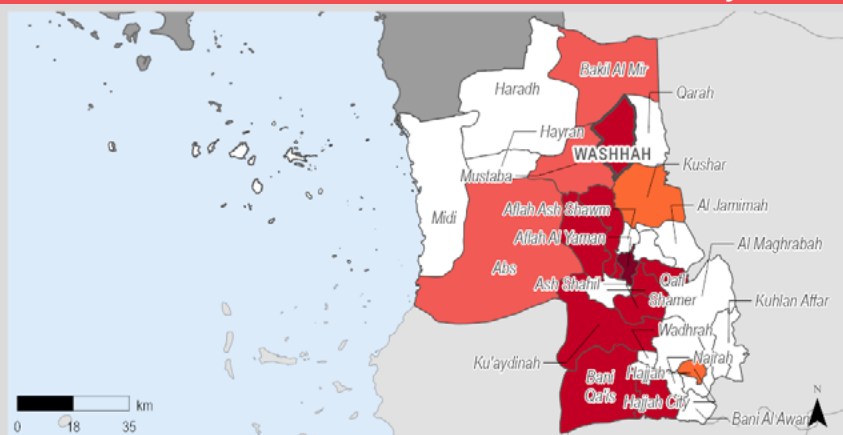 Bakil Al Mir
Haradh
Qarah
Hayran
WASHHAH
Kushar
Mustaba
Aflah Ash Shawm
Al Jamimah
Midi
Aflah Al Yaman
Al Maghrabah
Abs
Ash Shahil
Qafl
Shamer
Kuhlan Affar
Wadhrah
Ku'aydinah
Najrah
Hajjah
Bani
Qa'is
Hajjah City
Bani Al Awam
km
0 18 35
N